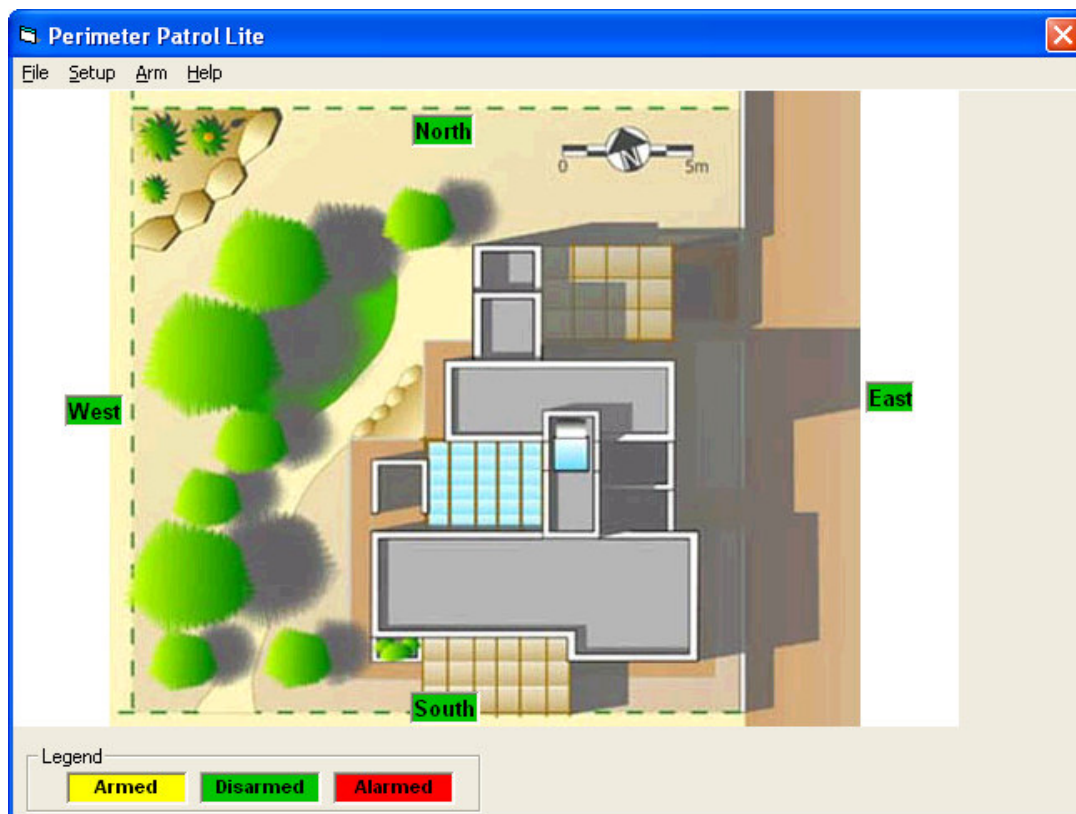 Perimeter Patrol Lite
File Setup Arm Help
North
N
0 5m
West
East
South
Legend
Armed Disarmed Alarmed